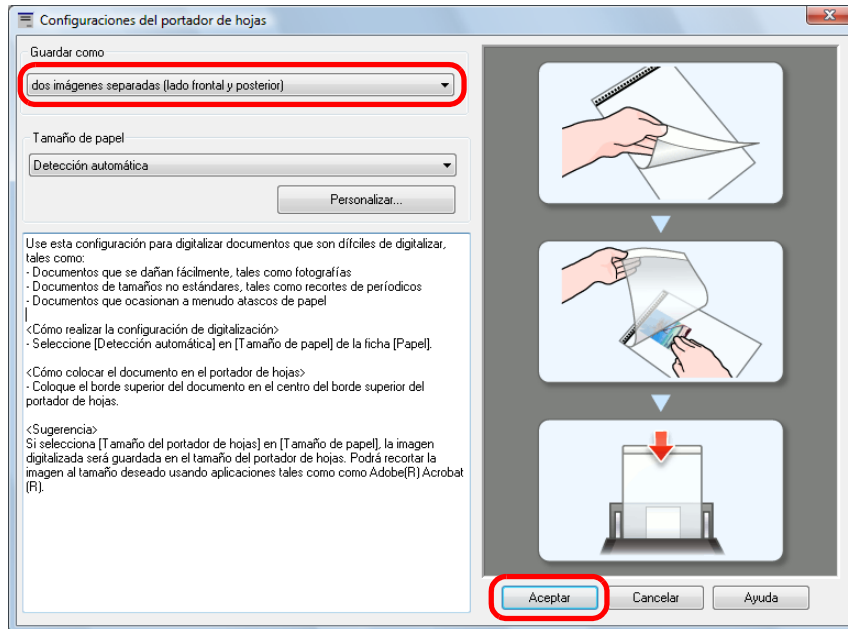 Configuraciones del portador de hojas
Guardar como
dos imágenes separadas (lado frontal y posterior)
Tamaño de papel
Detección automática
Personalizar...
Use esta configuración para digitalizar documentos que son difíciles de digitalizar,
tales como:
- Documentos que se dañan fácilmente, tales como fotografías
- Documentos de tamaños no estándares, tales como recortes de períodicos
- Documentos que ocasionan a menudo atascos de papel
<Cómo realizar la configuración de digitalización>
- Seleccione [Detección automática] en [Tamaño de papel] de la ficha [Papel].
<Cómo colocar el documento en el portador de hojas>
- Coloque el borde superior del documento en el centro del borde superior del
portador de hojas.
<Sugerencia>
Si selecciona [Tamaño del portador de hojas] en [Tamaño de papel], la imagen
digitalizada será guardada en el tamaño del portador de hojas. Podrá recortar la
imagen al tamaño deseado usando aplicaciones tales como como Adobe(R) Acrobat
(R).
Aceptar
Cancelar
Ayuda